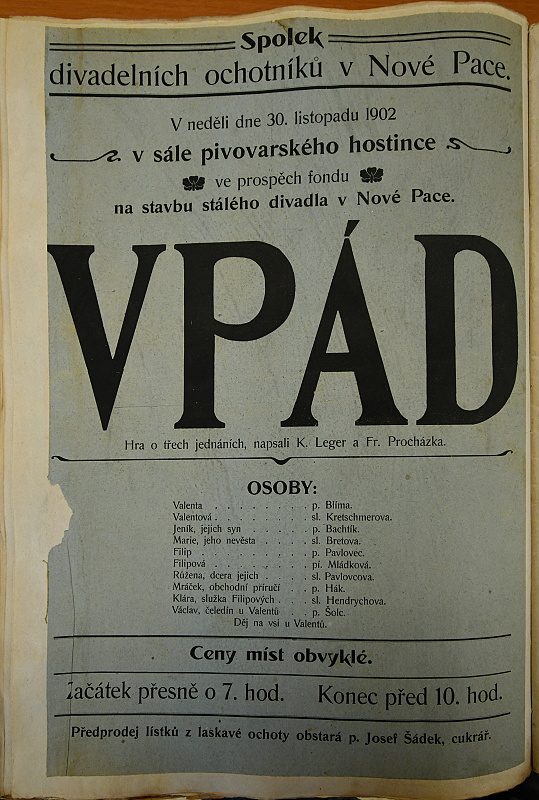 Spolek
divadelních ochotníků v Nové Pace.
V neděli dne 30. listopadu 1902
v sále pivovarského hostince
ve prospěch fondu
na stavbu stálého divadla v Nové Pace.
VPÁD
Hra o třech jednáních, napsali K. Leger a Fr. Procházka.
OSOBY:
Valenta . . . . . . . . . p. Blíma.
Valentová . . . . . . . . sl. Kretschmerova.
Jeník, jejich syn . . . . . p. Bachtík.
Marie, jeho nevěsta . . . . sl. Bretova.
Filip . . . . . . . . . . p. Pavlovec.
Filipová . . . . . . . . pí. Mládková.
Růžena, dcera jejich . . . . sl. Pavlovcova.
Mráček, obchodní příručí . . p. Hák.
Klára, služka Filipových . . . sl. Hendrychova.
Václav, čeledín u Valentů . . p. Šolc.
Děj na vsi u Valentů.
Ceny míst obvyklé.
Začátek přesně o 7. hod. Konec před 10. hod.
Předprodej lístků z laskavé ochoty obstará p. Josef Šádek, cukrář.